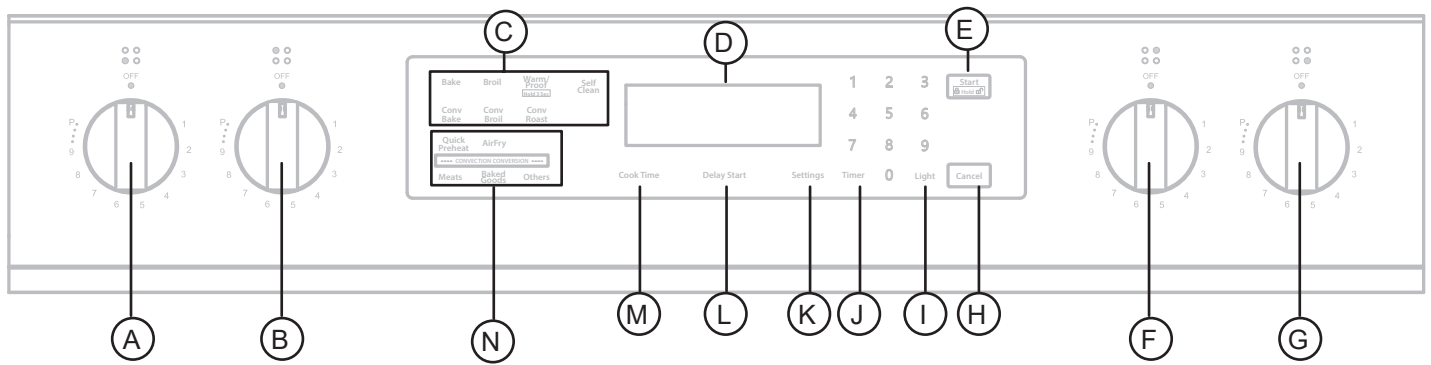 C
D
E
OFF
OFF
OFF
OFF
P
9
8
7
6
5
4
3
2
1
P
9
8
7
6
5
4
3
2
1
Bake
Broil
Warm/
Proof
Hold 3 Sec
Self
Clean
Conv
Bake
Conv
Broil
Conv
Roast
Quick
Preheat
AirFry
CONVECTION CONVERSION
Meats
Baked
Goods
Others
Cook Time
Delay Start
Settings
Timer
Light
1 2 3
4 5 6
7 8 9
0
Start
Hold
Cancel
P
9
8
7
6
5
4
3
2
1
P
9
8
7
6
5
4
3
2
1
A
B
N
M
L
K
J
I
H
F
G